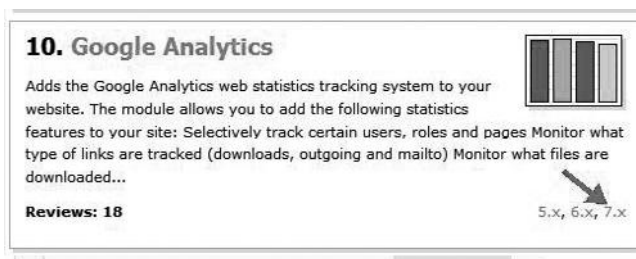 10. Google Analytics
Adds the Google Analytics web statistics tracking system to your
website. The module allows you to add the following statistics
features to your site: Selectively track certain users, roles and pages Monitor what
type of links are tracked (downloads, outgoing and mailto) Monitor what files are
downloaded...
Reviews: 18
5.x, 6.x, 7.x